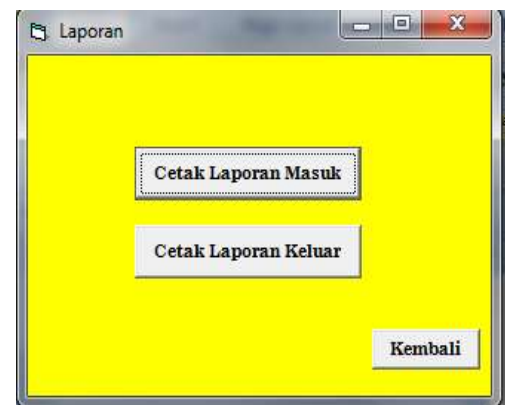 Laporan
Cetak Laporan Masuk
Cetak Laporan Keluar
Kembali